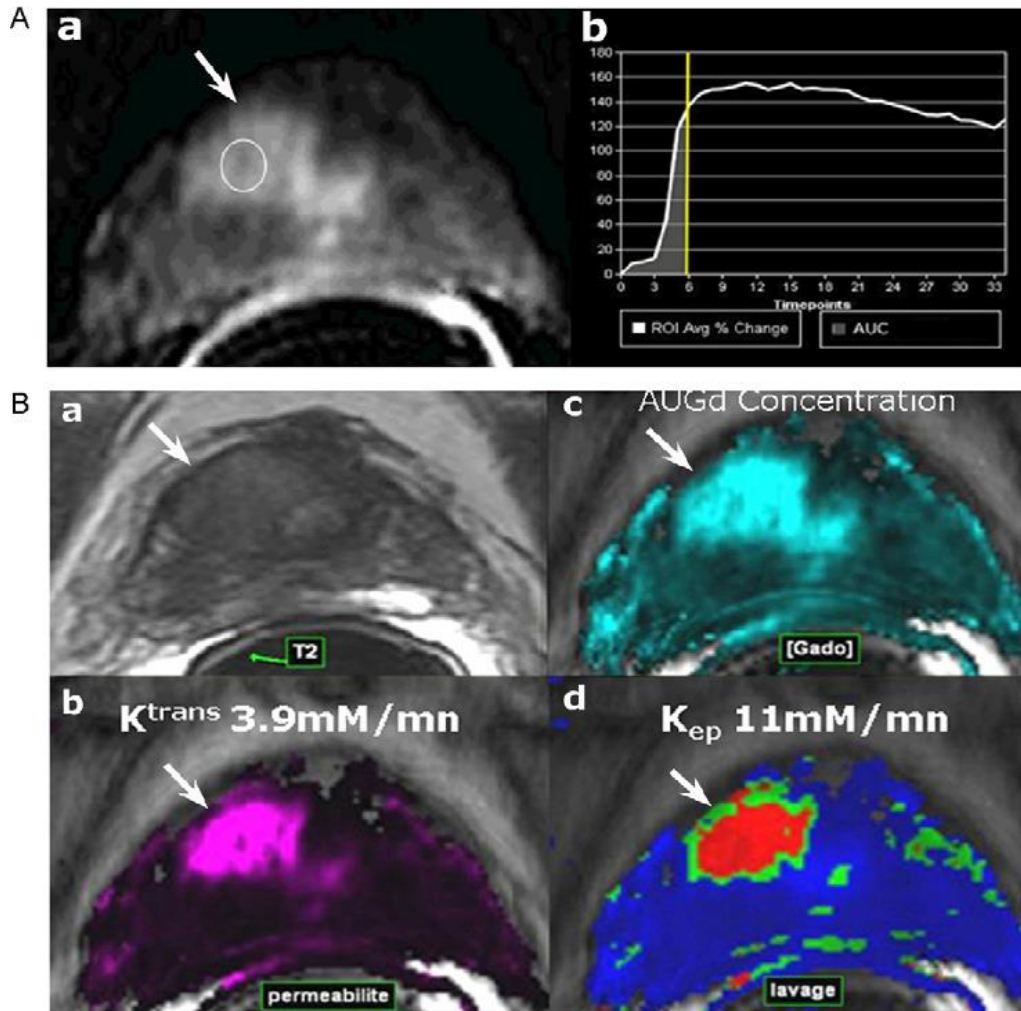 A
a
b
180
160
140
120
100
80
60
40
20
0
0 3 6 9 12 15 18 21 24 27 30 33
Timepoints
ROI Avg % Change
AUC
B
a
T2
c
AUGd Concentration
[Gado]
b
K^trans 3.9mM/mn
permeabilite
d
K_ep 11mM/mn
lavage